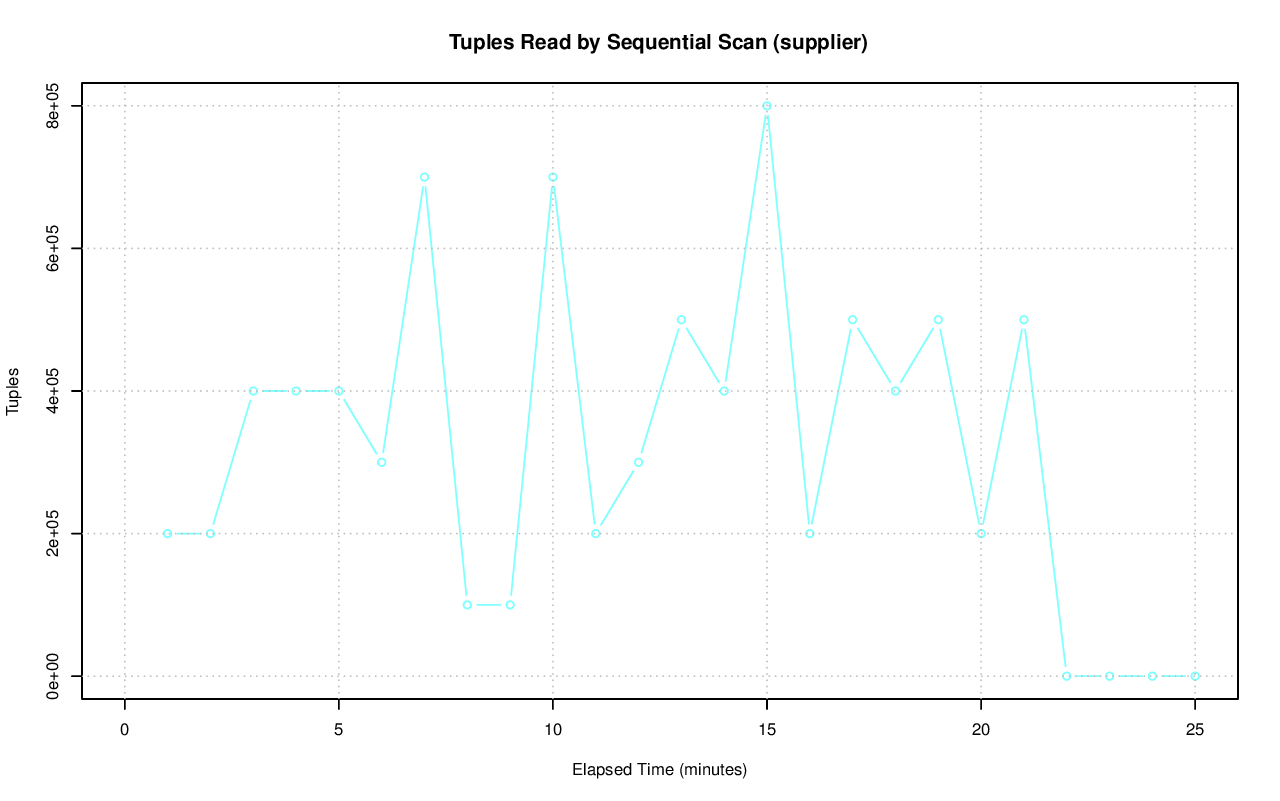 Tuples Read by Sequential Scan (supplier)
Tuples
8e+05
6e+05
4e+05
2e+05
0e+00
0 5 10 15 20 25
Elapsed Time (minutes)